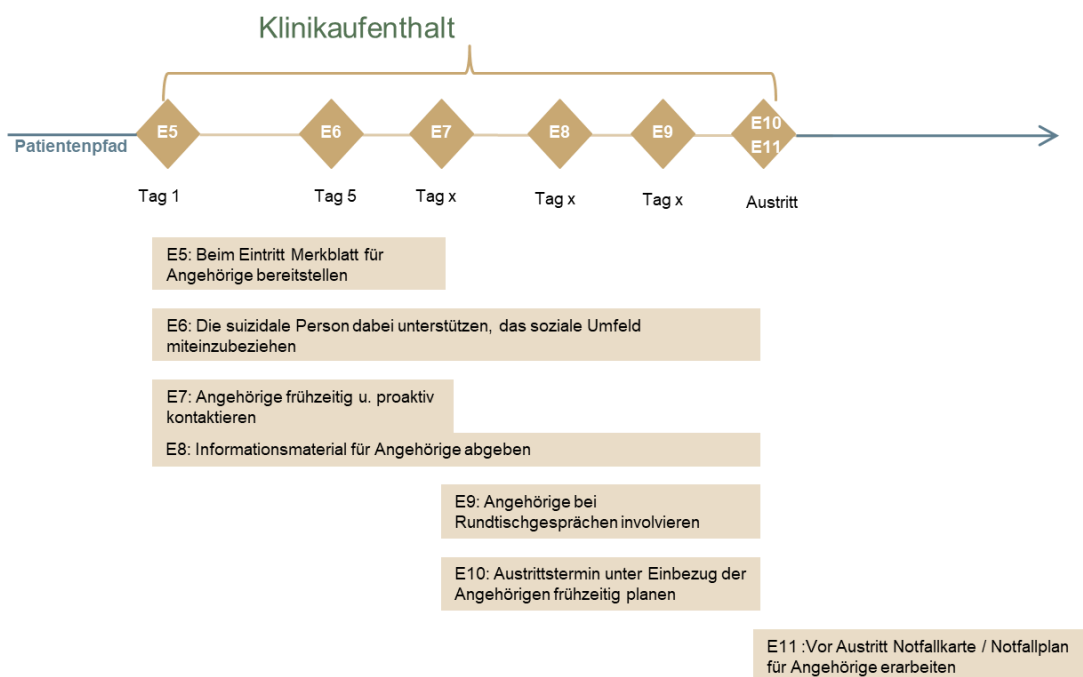 Klinikaufenthalt
E5
E6
E7
E8
E9
E10
E11
Patientenpfad
Tag 1
Tag 5
Tag x
Tag x
Tag x
Austritt
E5: Beim Eintritt Merkblatt für
Angehörige bereitstellen
E6: Die suizidale Person dabei unterstützen, das soziale Umfeld
miteinzubeziehen
E7: Angehörige frühzeitig u. proaktiv
kontaktieren
E8: Informationsmaterial für Angehörige abgeben
E9: Angehörige bei
Rundtischgesprächen involvieren
E10: Austrittstermin unter Einbezug der
Angehörigen frühzeitig planen
E11 :Vor Austritt Notfallkarte / Notfallplan
für Angehörige erarbeiten